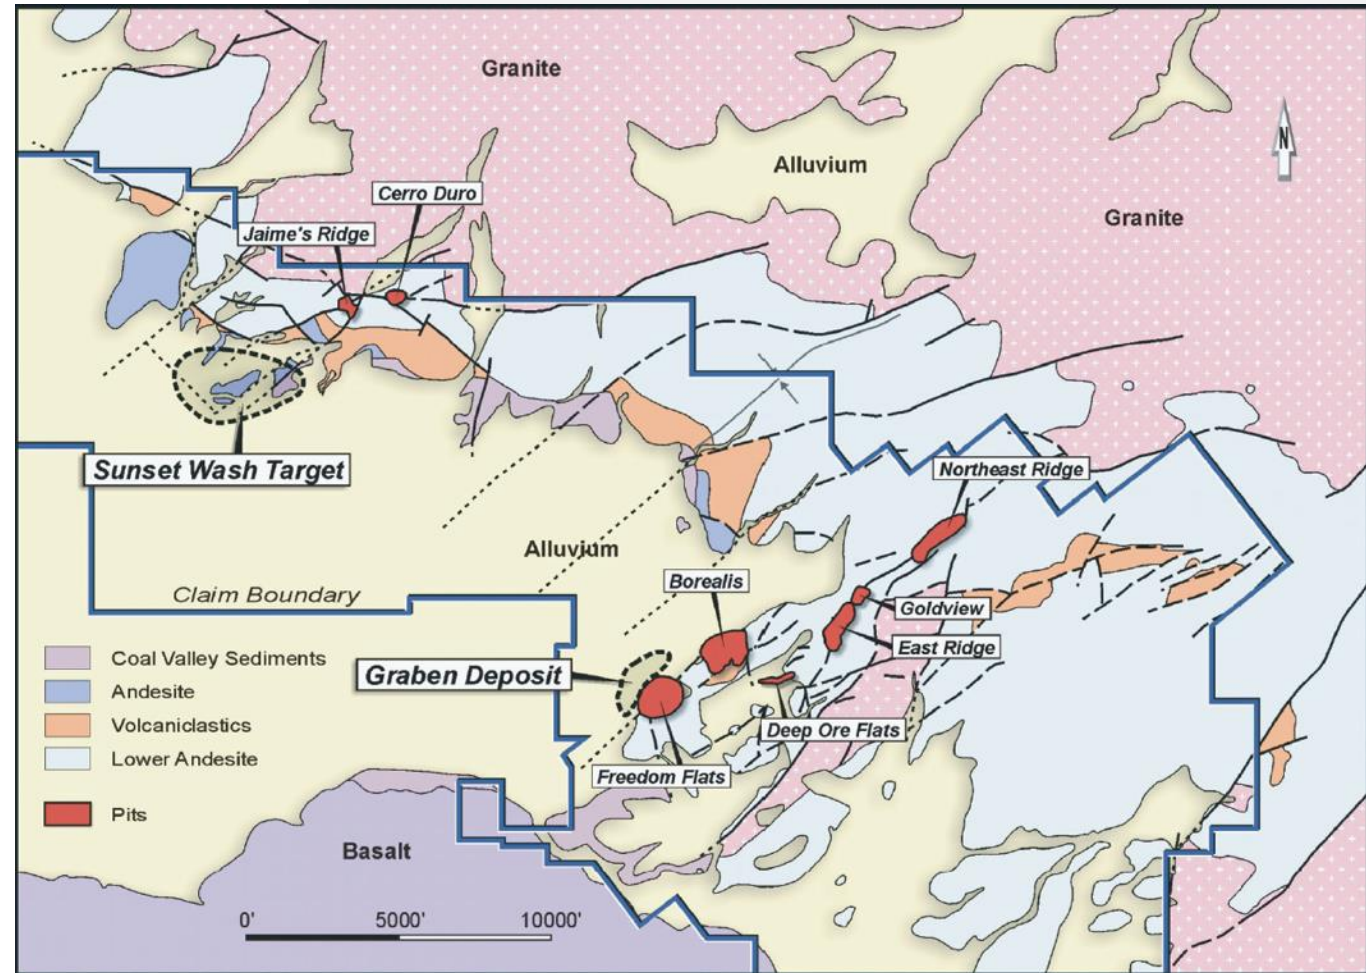 Granite
Alluvium
N
Granite
Cerro Duro
Jaime's Ridge
Sunset Wash Target
Northeast Ridge
Alluvium
Borealis
Claim Boundary
Goldview
East Ridge
Graben Deposit
Deep Ore Flats
Freedom Flats
Coal Valley Sediments
Andesite
Volcaniclastics
Lower Andesite
Pits
Basalt
0' 5000' 10000'